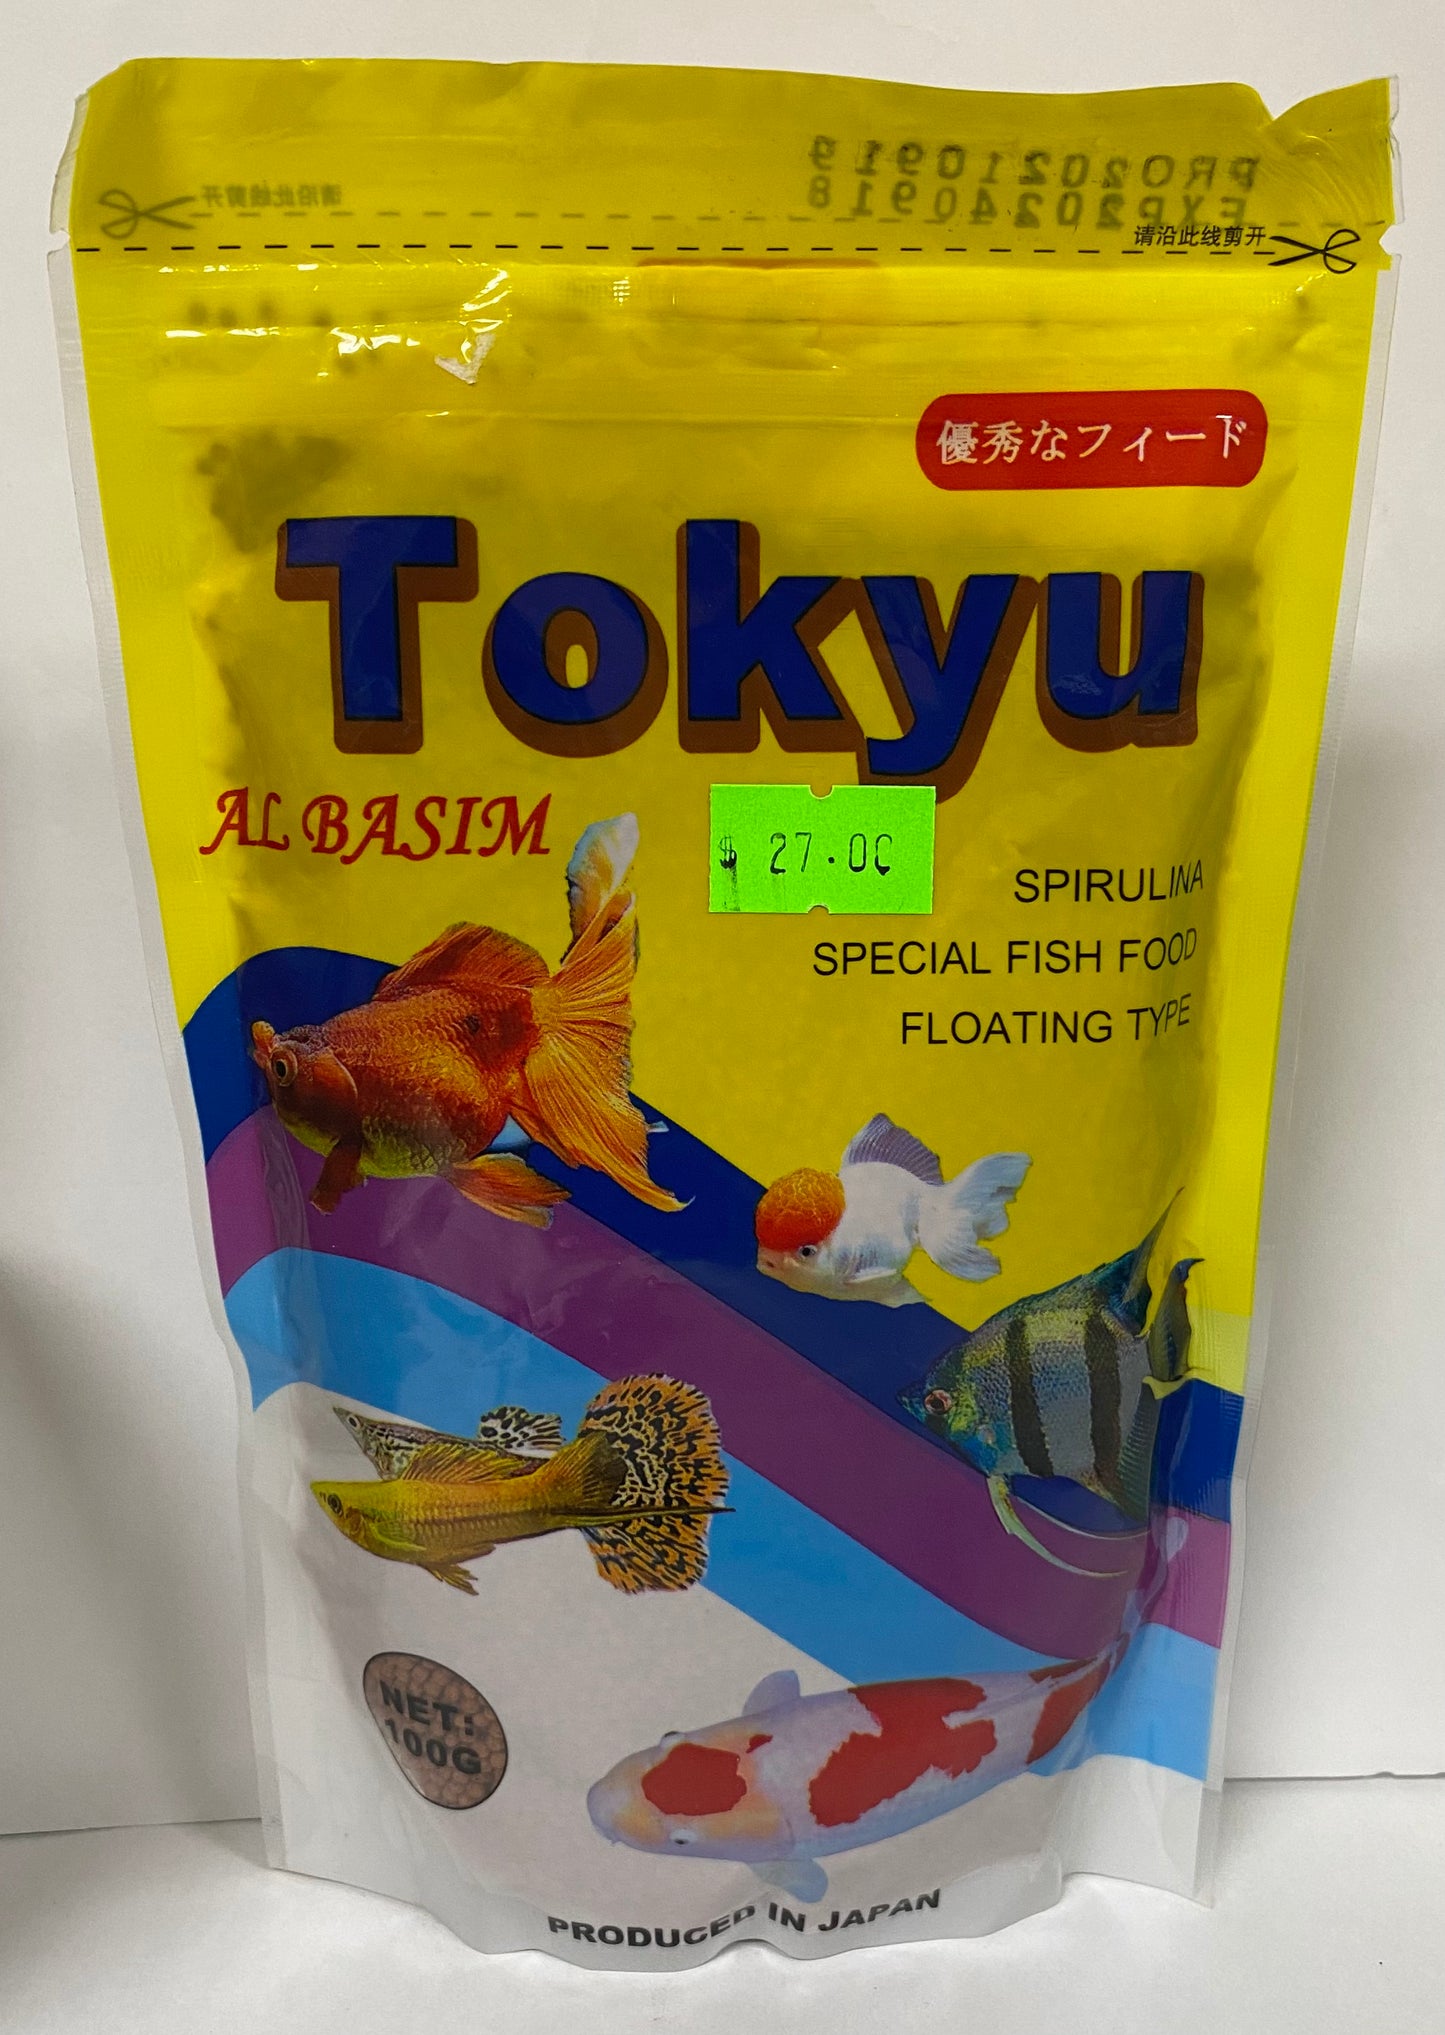 PRO20210919
EXP20240918
请沿此线剪开
请沿此线剪开
優秀なフィード
Tokyu
AL BASIM
$ 27.00
SPIRULINA
SPECIAL FISH FOOD
FLOATING TYPE
NET:
100G
PRODUCED IN JAPAN